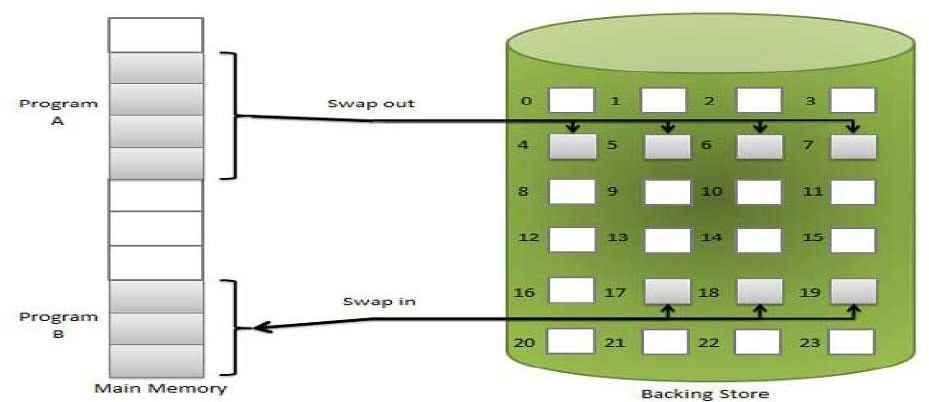 Program
A
Swap out
0 1 2 3
4 5 6 7
8 9 10 11
12 13 14 15
Swap in
16 17 18 19
Program
B
20 21 22 23
Main Memory
Backing Store